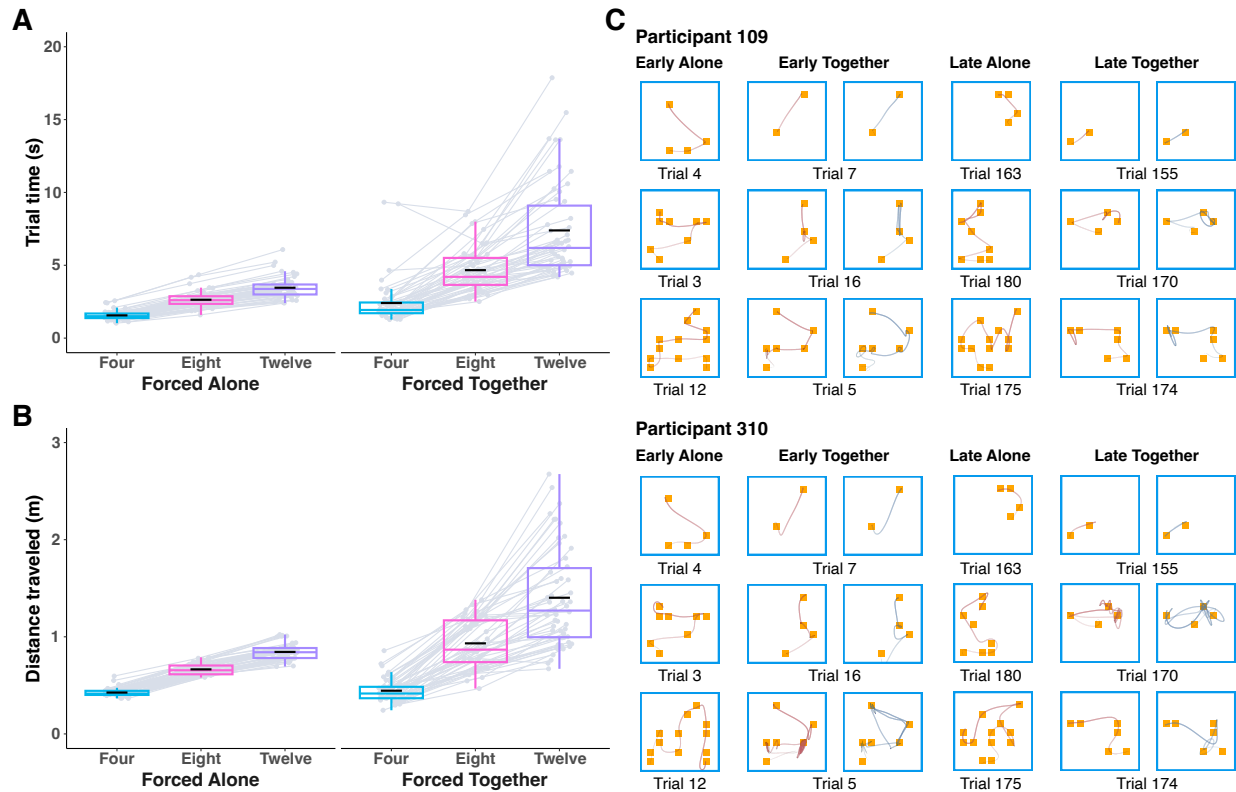 A
Trial time (s)
20
15
10
5
0
Four Eight Twelve
Forced Alone
Four Eight Twelve
Forced Together
B
Distance traveled (m)
3
2
1
0
Four Eight Twelve
Forced Alone
Four Eight Twelve
Forced Together
C
Participant 109
Early Alone Early Together Late Alone Late Together
Trial 4 Trial 7 Trial 163 Trial 155
Trial 3 Trial 16 Trial 180 Trial 170
Trial 12 Trial 5 Trial 175 Trial 174
Participant 310
Early Alone Early Together Late Alone Late Together
Trial 4 Trial 7 Trial 163 Trial 155
Trial 3 Trial 16 Trial 180 Trial 170
Trial 12 Trial 5 Trial 175 Trial 174